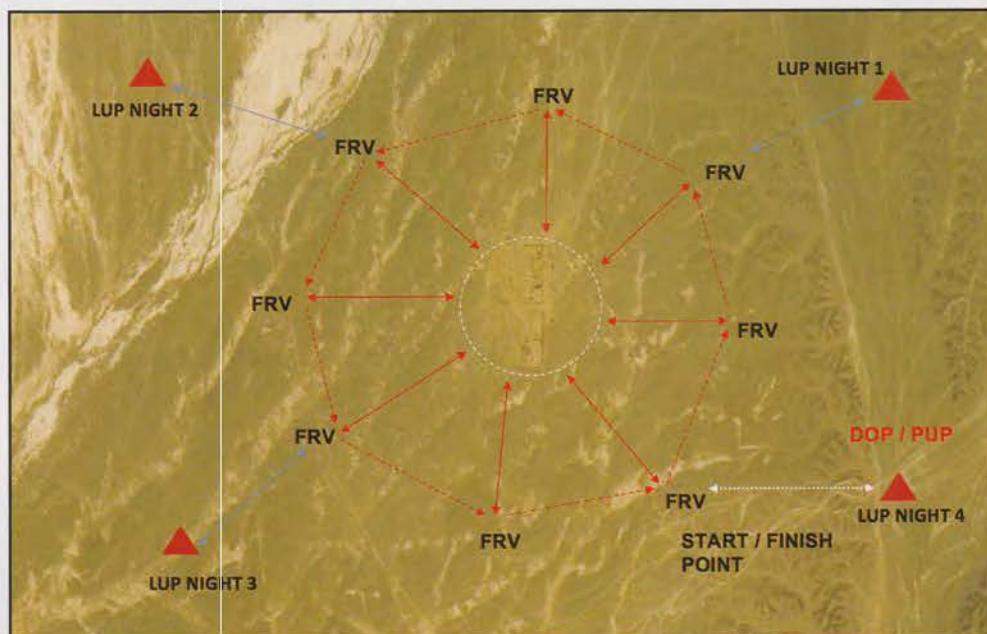 LUP NIGHT 1
LUP NIGHT 2
FRV
FRV
FRV
FRV
FRV
DOP / PUP
FRV
FRV
FRV
LUP NIGHT 4
START / FINISH
POINT
LUP NIGHT 3